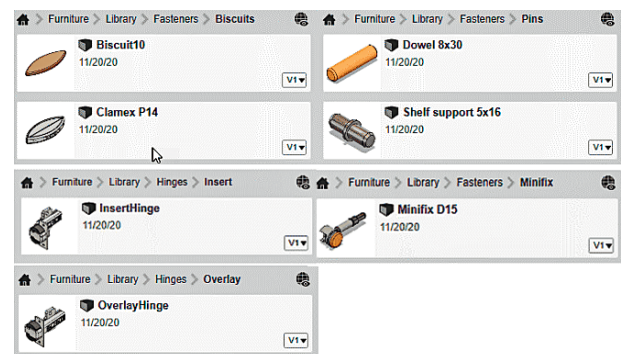 Furniture > Library > Fasteners > Biscuits
Biscuit10
11/20/20
V1
Clamex P14
11/20/20
V1
Furniture > Library > Fasteners > Pins
Dowel 8x30
11/20/20
V1
Shelf support 5x16
11/20/20
V1
Furniture > Library > Hinges > Insert
InsertHinge
11/20/20
V1
Furniture > Library > Fasteners > Minifix
Minifix D15
11/20/20
V1
Furniture > Library > Hinges > Overlay
OverlayHinge
11/20/20
V1